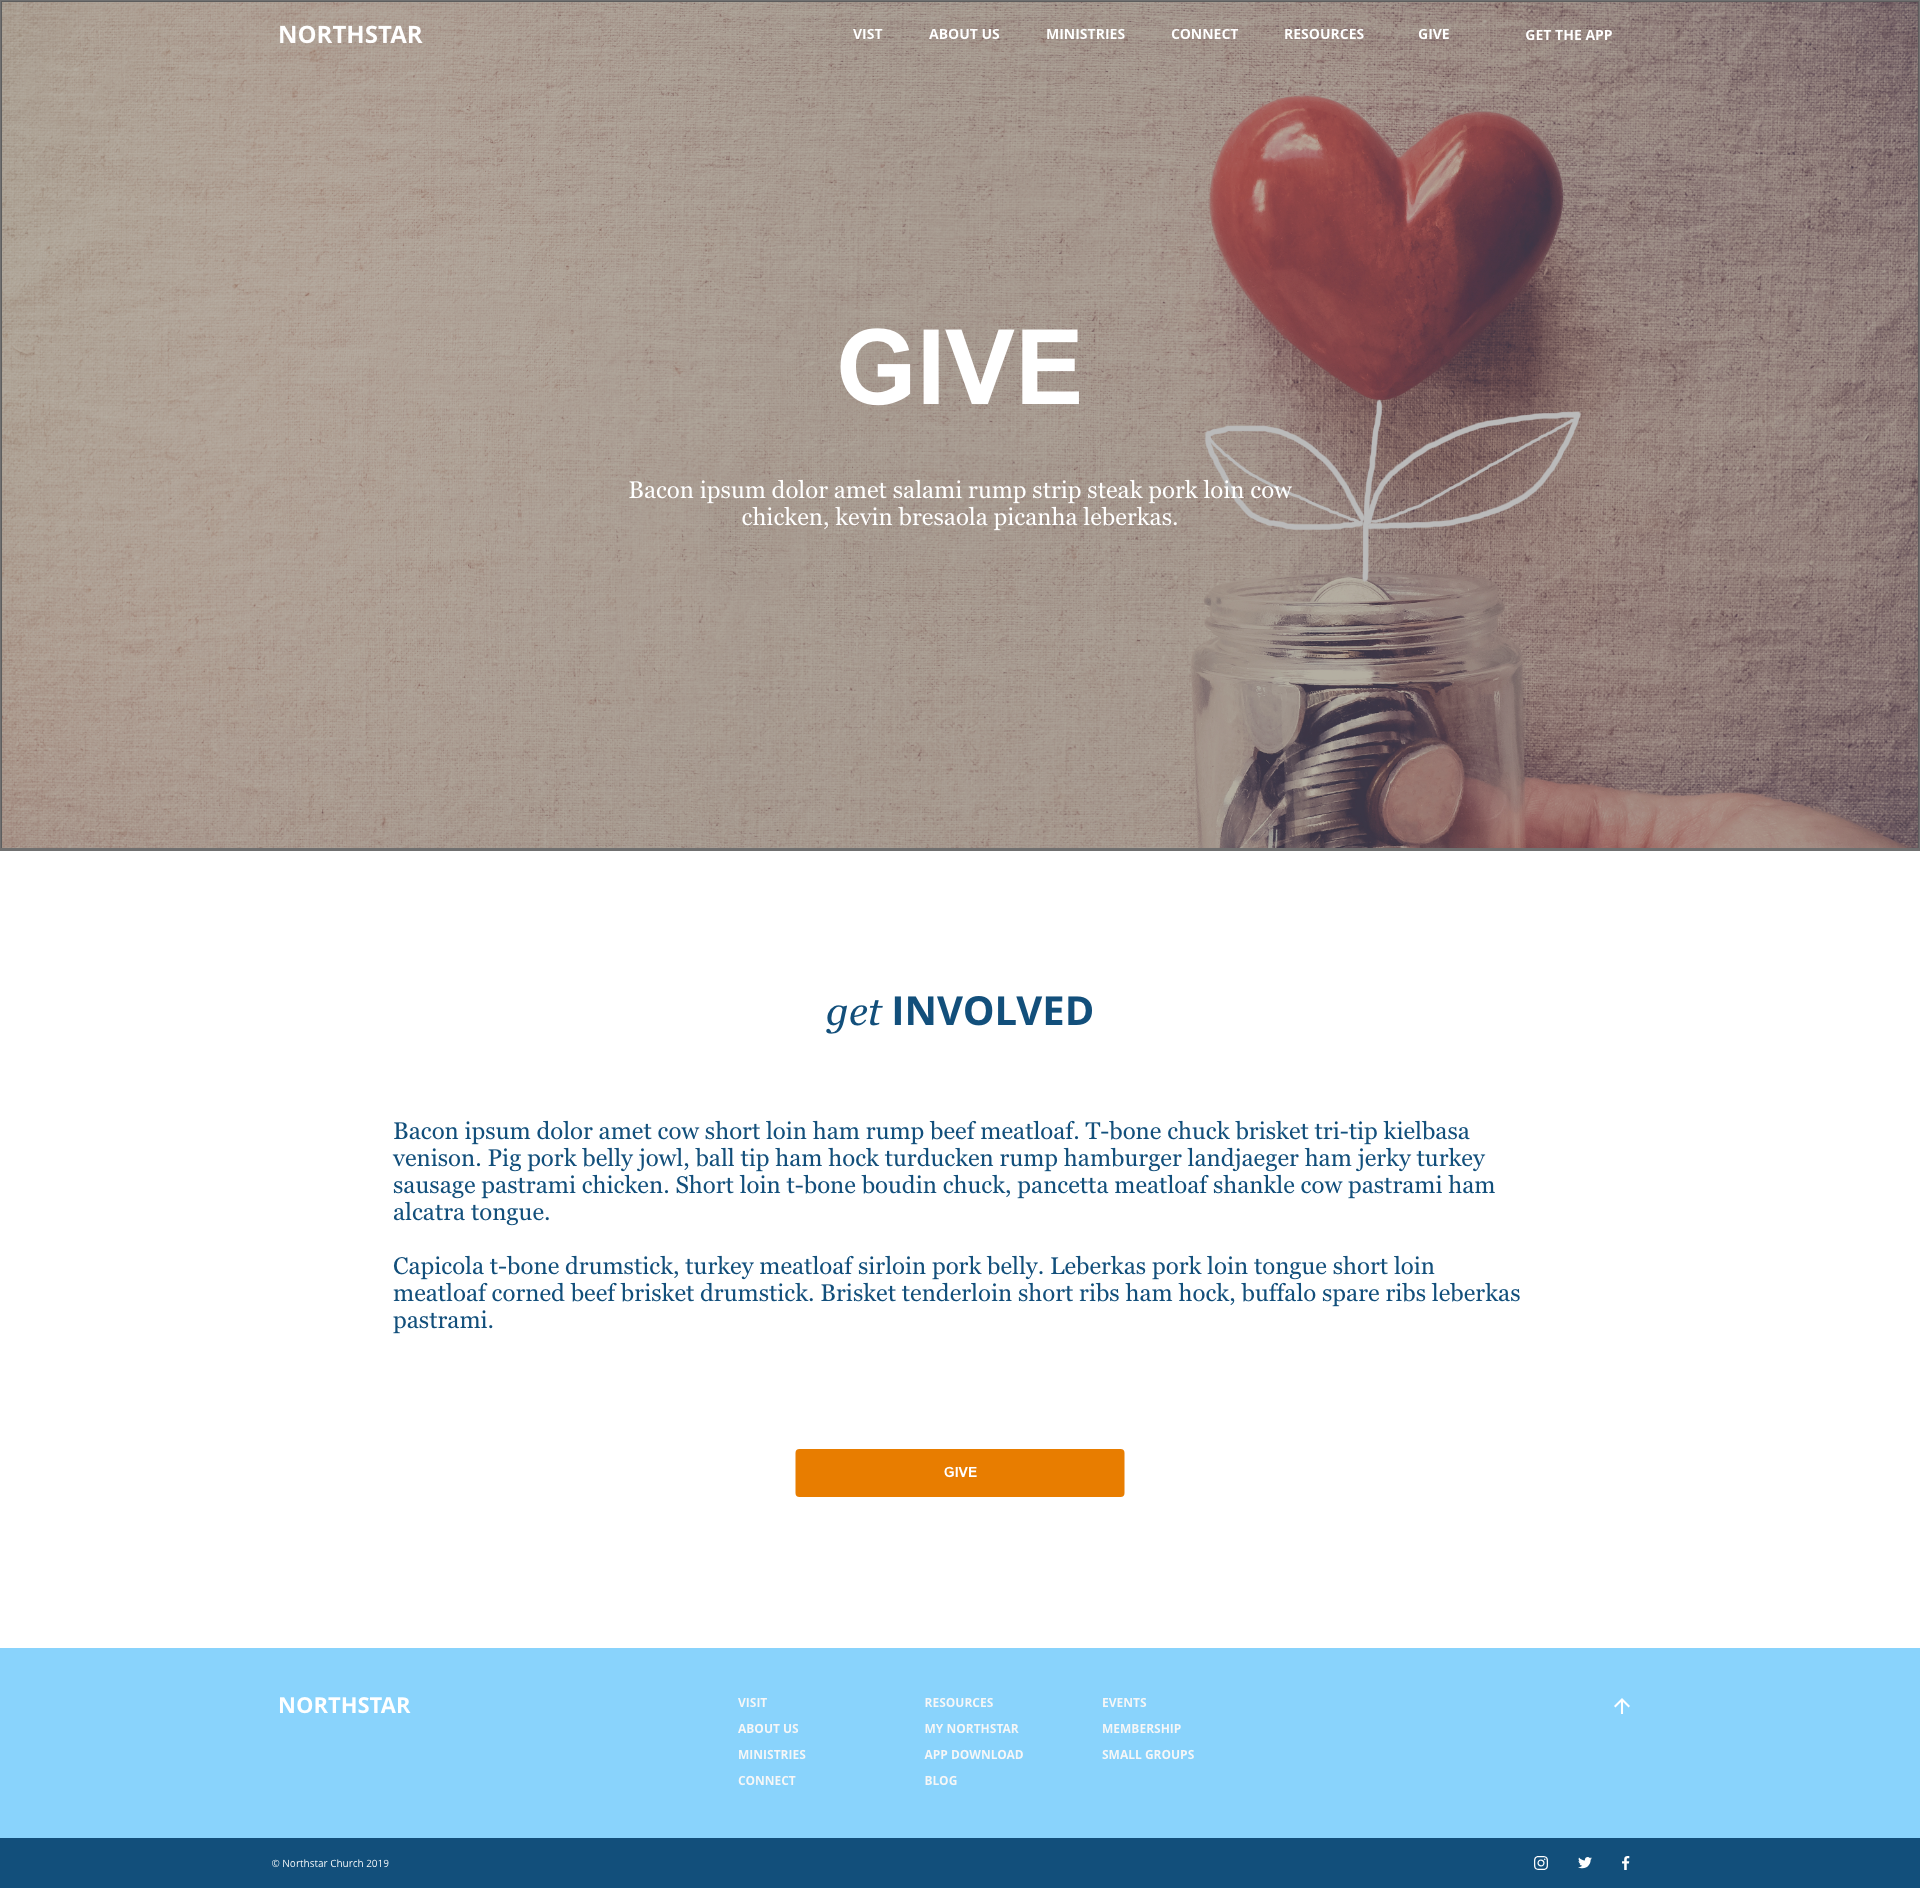 NORTHSTAR
VIST ABOUT US MINISTRIES CONNECT RESOURCES GIVE GET THE APP
GIVE
Bacon ipsum dolor amet salami rump strip steak pork loin cow
chicken, kevin bresaola picanha leberkas.
get INVOLVED
Bacon ipsum dolor amet cow short loin ham rump beef meatloaf. T-bone chuck brisket tri-tip kielbasa
venison. Pig pork belly jowl, ball tip ham hock turducken rump hamburger landjaeger ham jerky turkey
sausage pastrami chicken. Short loin t-bone boudin chuck, pancetta meatloaf shankle cow pastrami ham
alcatra tongue.
Capicola t-bone drumstick, turkey meatloaf sirloin pork belly. Leberkas pork loin tongue short loin
meatloaf corned beef brisket drumstick. Brisket tenderloin short ribs ham hock, buffalo spare ribs leberkas
pastrami.
GIVE
NORTHSTAR
VISIT
ABOUT US
MINISTRIES
CONNECT
RESOURCES
MY NORTHSTAR
APP DOWNLOAD
BLOG
EVENTS
MEMBERSHIP
SMALL GROUPS
© Northstar Church 2019